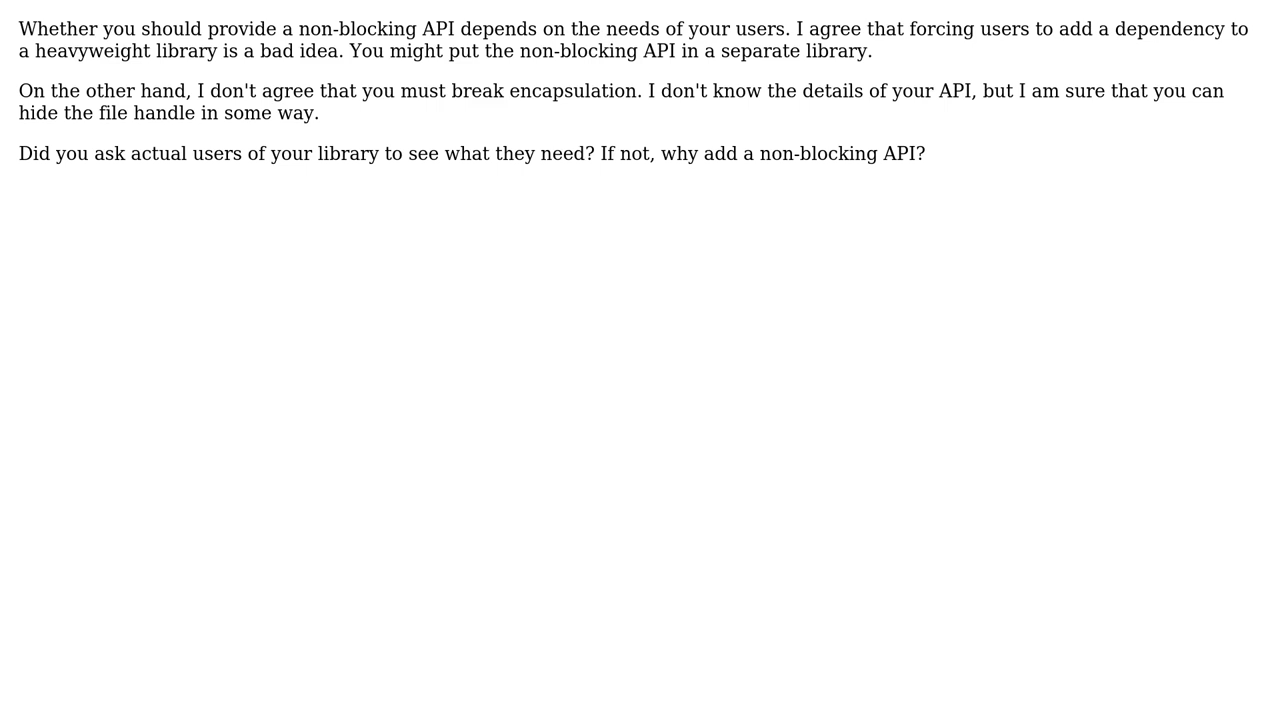 Whether you should provide a non-blocking API depends on the needs of your users. I agree that forcing users to add a dependency to
a heavyweight library is a bad idea. You might put the non-blocking API in a separate library.
On the other hand, I don't agree that you must break encapsulation. I don't know the details of your API, but I am sure that you can
hide the file handle in some way.
Did you ask actual users of your library to see what they need? If not, why add a non-blocking API?